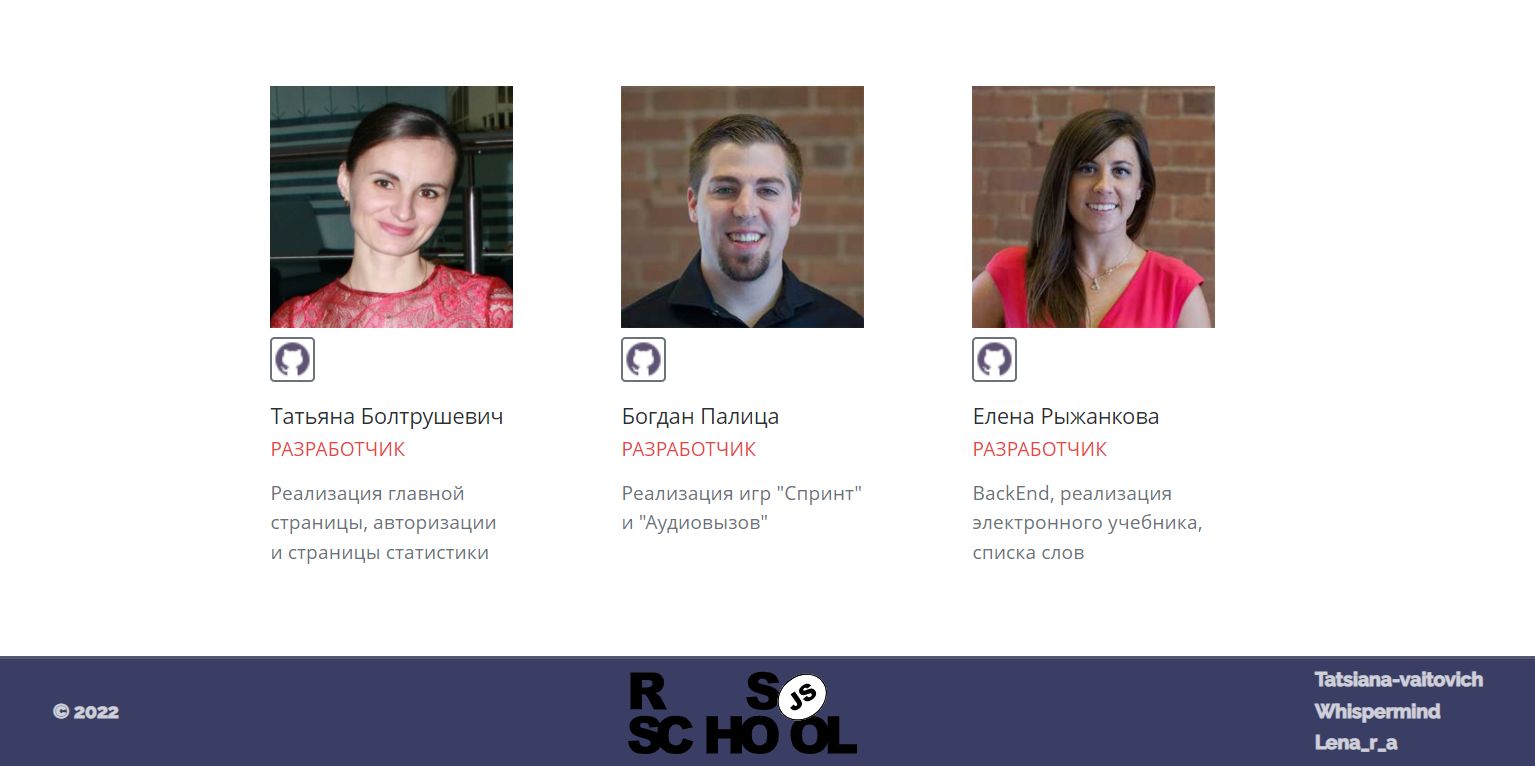 Татьяна Болтрушевич
РАЗРАБОТЧИК
Реализация главной
страницы, авторизации
и страницы статистики
Богдан Палица
РАЗРАБОТЧИК
Реализация игр "Спринт"
и "Аудиовызов"
Елена Рыжанкова
РАЗРАБОТЧИК
BackEnd, реализация
электронного учебника,
списка слов
© 2022
R S JS
SCHOOL
Tatsiana-vaitovich
Whispermind
Lena_r_a